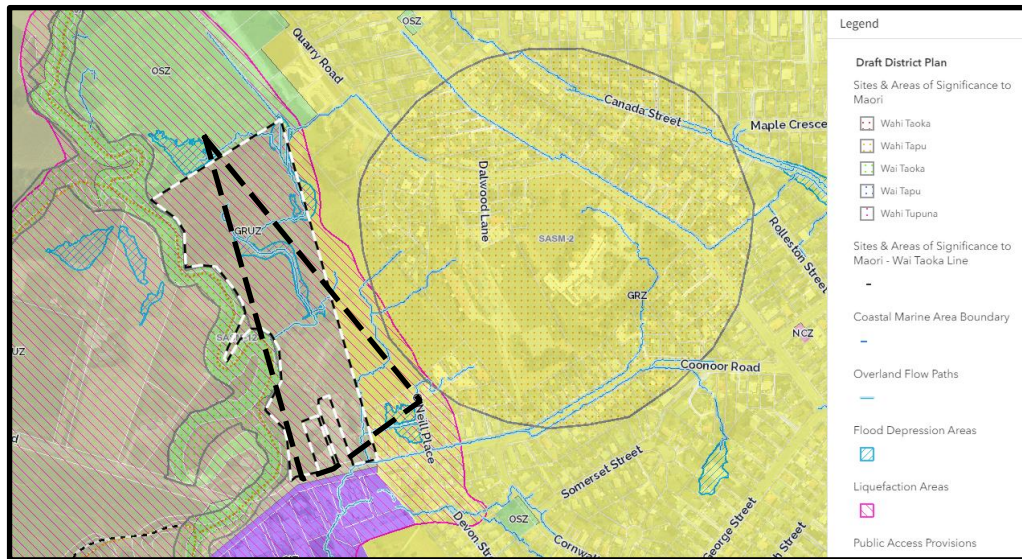 OSZ
OSZ
Quarry Road
Canada Street
Maple Cresce
Dalwood Lane
GRUZ
SASM-2
Rolleston Street
GRZ
NCZ
UZ
Coonoor Road
Neill Place
Somerset Street
OSZ
Devon Str
Cornwal
George Street
Legend
Draft District Plan
Sites & Areas of Significance to
Maori
Wahi Taoka
Wahi Tapu
Wai Taoka
Wai Tapu
Wahi Tupuna
Sites & Areas of Significance to
Maori - Wai Taoka Line
Coastal Marine Area Boundary
Overland Flow Paths
Flood Depression Areas
Liquefaction Areas
Public Access Provisions